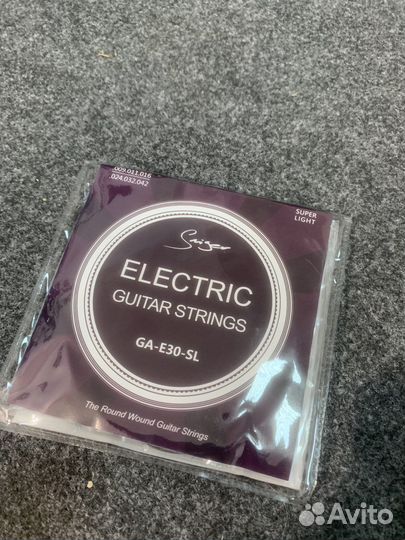 .009.011.016
.024.032.042
SUPER
LIGHT
Smiger
ELECTRIC
GUITAR STRINGS
GA-E30-SL
The Round Wound Guitar Strings
Avito